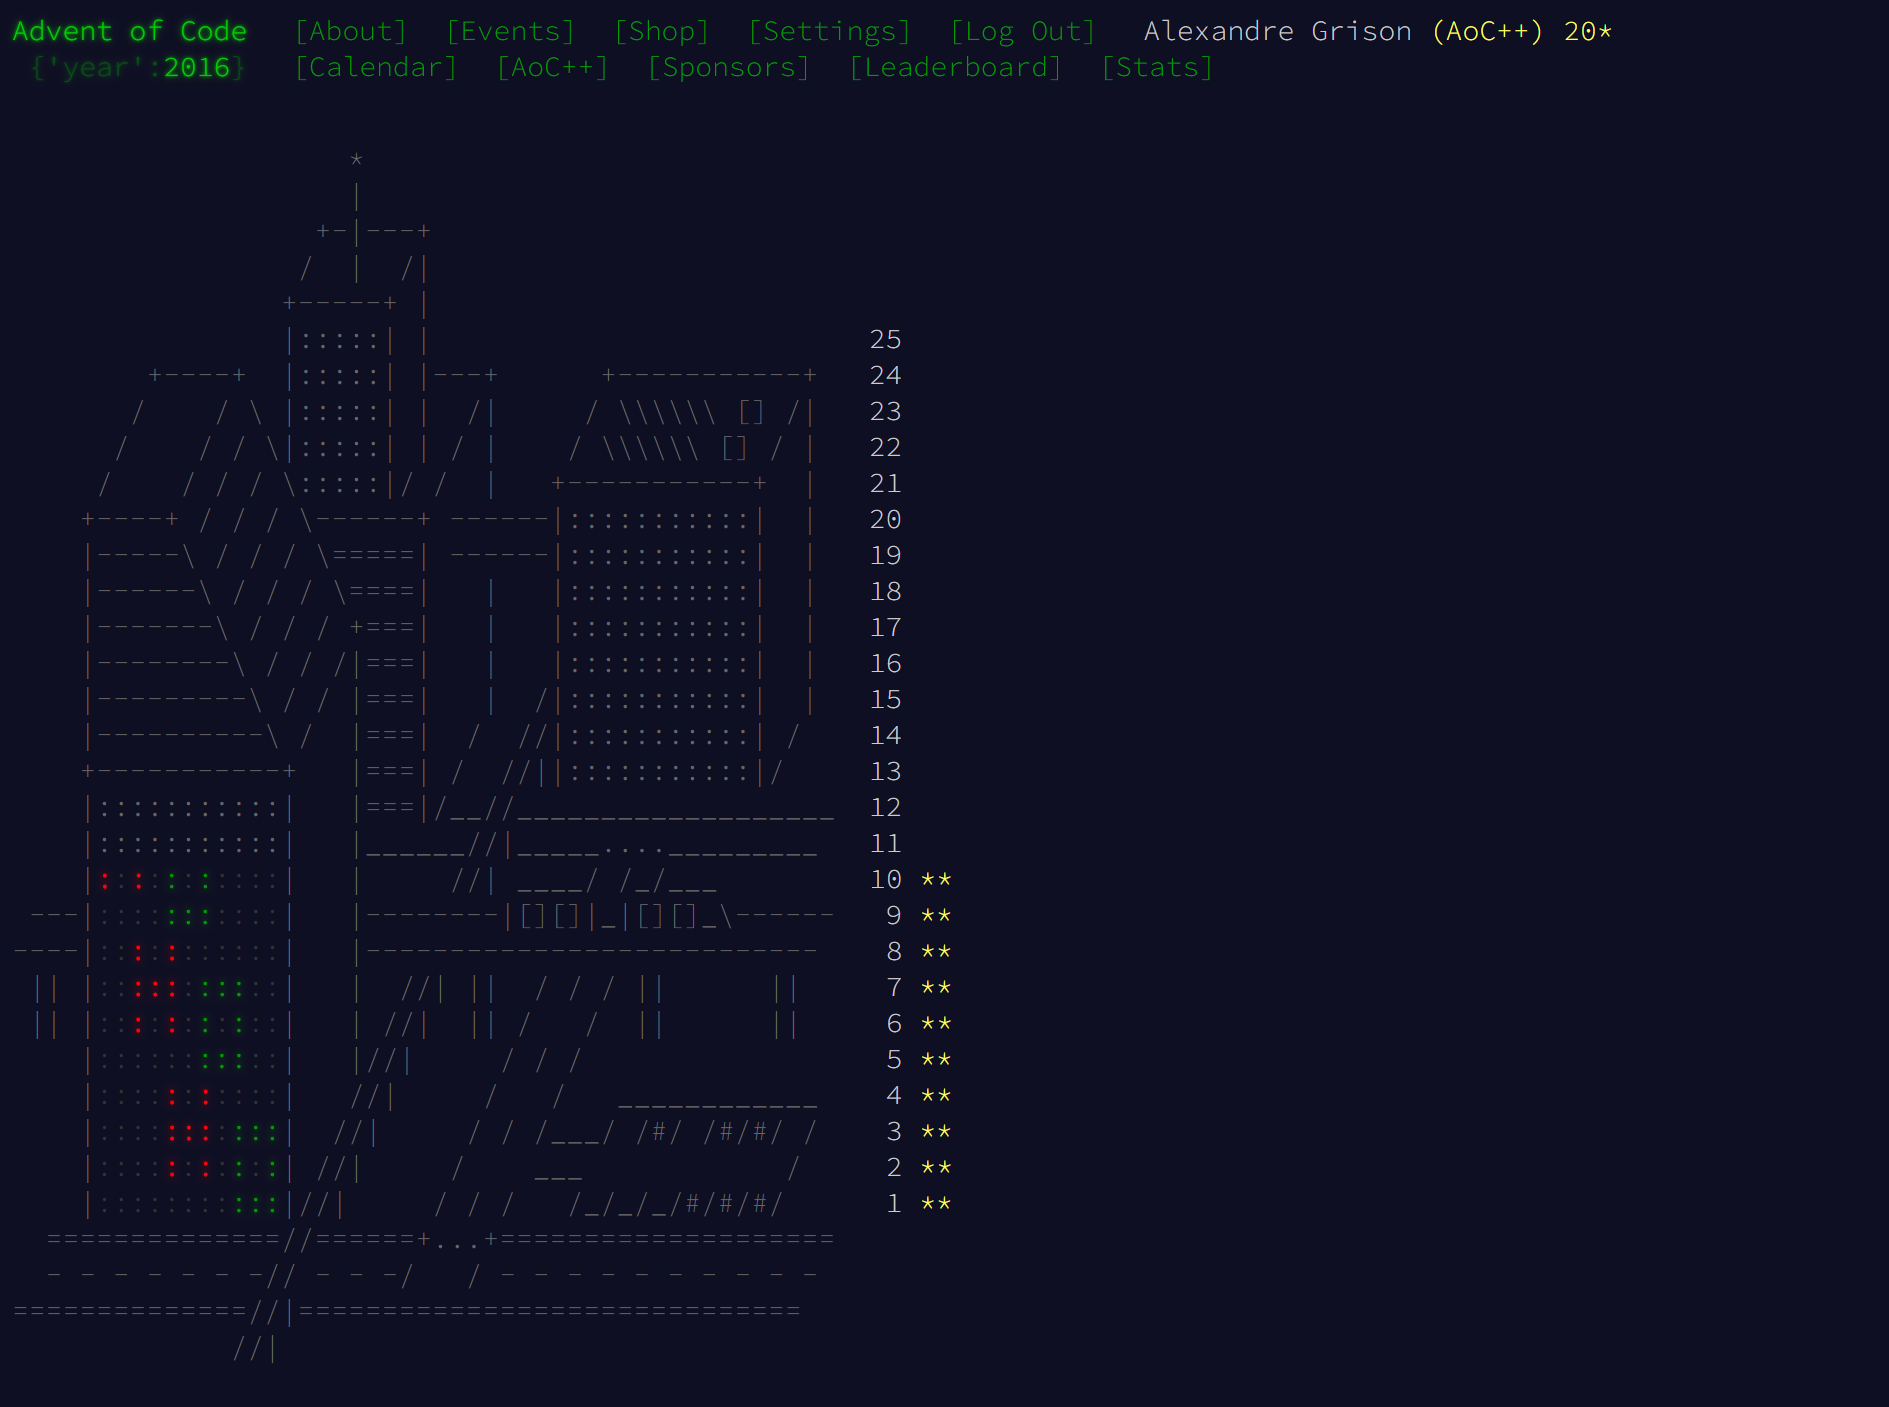 Advent of Code   [About]  [Events]  [Shop]  [Settings]  [Log Out]   Alexandre Grison (AoC++) 20*
 {'year':2016}   [Calendar]  [AoC++]  [Sponsors]  [Leaderboard]  [Stats]
                    *
                    |
                  +-|---+
                 /  |  /|
                +-----+ |
                |:::::| |                          25
        +----+  |:::::| |---+      +-----------+   24
       /    / \ |:::::| |  /|     / \\\\\\ [] /|   23
      /    / / \|:::::| | / |    / \\\\\\ [] / |   22
     /    / / / \:::::|/ /  |   +-----------+  |   21
    +----+ / / / \------+ ------|:::::::::::|  |   20
    |-----\ / / / \=====| ------|:::::::::::|  |   19
    |------\ / / / \====|   |   |:::::::::::|  |   18
    |-------\ / / / +===|   |   |:::::::::::|  |   17
    |--------\ / / /|===|   |   |:::::::::::|  |   16
    |---------\ / / |===|   |  /|:::::::::::|  |   15
    |----------\ /  |===|  /  //|:::::::::::| /    14
    +-----------+   |===| /  //||:::::::::::|/     13
    |:::::::::::|   |===|/__//___________________  12
    |:::::::::::|   |______//|_____...._________   11
    |:::::::::::|   |     //| ____/ /_/___         10 **
 ---|:::::::::::|   |--------|[][]|_|[][]_\------   9 **
----|:::::::::::|   |---------------------------    8 **
 || |:::::::::::|   |  //| ||  / / / ||      ||     7 **
 || |:::::::::::|   | //|  || /   /  ||      ||     6 **
    |:::::::::::|   |//|     / / /                  5 **
    |:::::::::::|   //|     /   /   ____________    4 **
    |:::::::::::|  //|     / / /___/ /#/ /#/#/ /    3 **
    |:::::::::::| //|     /    ___            /     2 **
    |:::::::::::|//|     / / /   /_/_/_/#/#/#/      1 **
  ==============//======+...+====================
  - - - - - - -// - - -/   / - - - - - - - - - -
==============//|==============================
             //|